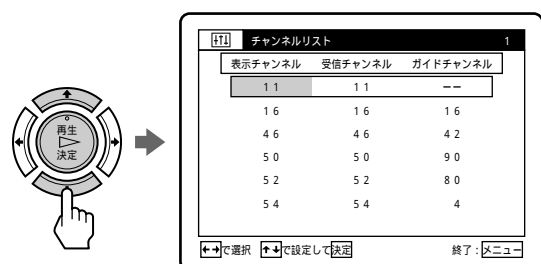 再生
決定
チャンネルリスト 1
表示チャンネル 受信チャンネル ガイドチャンネル
11 11 −−
16 16 16
46 46 42
50 50 90
52 52 80
54 54 4
で選択 で設定して決定 終了：メニュー